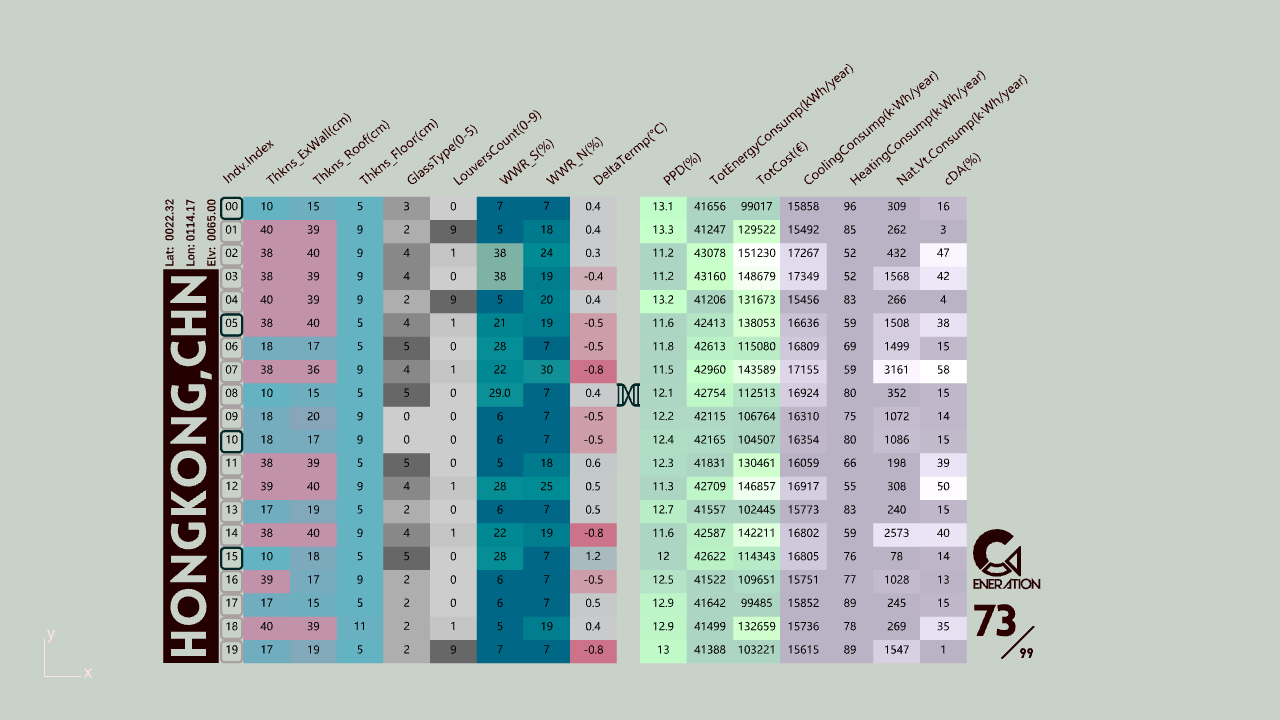 Indv.Index Thkns_ExWall(cm) Thkns_Roof(cm) Thkns_Floor(cm) GlassType(0-5) LouversCount(0-9) WWR_S(%) WWR_N(%) DeltaTermp(°C) PPD(%) TotEnergyConsump(kWh/year) TotCost(€) CoolingConsump(k·Wh/year) HeatingConsump(k·Wh/year) Nat.Vt.Consump(k·Wh/year) cDA(%)
Lat: 0022.32
Lon: 0114.17
Elv: 0065.00
HONGKONG,CHN
00 10 15 5 3 0 7 7 0.4 13.1 41656 99017 15858 96 309 16
01 40 39 9 2 9 5 18 0.4 13.3 41247 129522 15492 85 262 3
02 38 40 9 4 1 38 24 0.3 11.2 43078 151230 17267 52 432 47
03 38 39 9 4 0 38 19 -0.4 11.2 43160 148679 17349 52 1563 42
04 40 39 9 2 9 5 20 0.4 13.2 41206 131673 15456 83 266 4
05 38 40 5 4 1 21 19 -0.5 11.6 42413 138053 16636 59 1508 38
06 18 17 5 5 0 28 7 -0.5 11.8 42613 115080 16809 69 1499 15
07 38 36 9 4 1 22 30 -0.8 11.5 42960 143589 17155 59 3161 58
08 10 15 9 5 0 29.0 7 0.4 12.1 42754 112513 16924 80 352 15
09 18 20 9 0 0 6 7 -0.5 12.2 42115 106764 16310 75 1072 14
10 18 17 9 0 0 6 7 -0.5 12.4 42165 104507 16354 80 1086 15
11 38 39 5 5 0 5 18 0.6 12.3 41831 130461 16059 66 198 39
12 39 40 9 4 1 28 25 0.5 11.3 42709 146857 16917 55 308 50
13 17 19 5 2 0 6 7 0.5 12.7 41557 102445 15773 83 240 15
14 38 40 9 4 1 22 19 -0.8 11.6 42587 142211 16802 59 2573 40
15 10 18 5 5 0 28 7 1.2 12 42622 114343 16805 76 78 14
16 39 17 9 2 0 6 7 -0.5 12.5 41522 109651 15751 77 1028 13
17 17 15 5 2 0 6 7 0.5 12.9 41642 99485 15852 89 245 15
18 40 39 11 2 1 5 19 0.4 12.9 41499 132659 15736 78 269 35
19 17 19 5 2 9 7 7 -0.8 13 41388 103221 15615 89 1547 1
G
ENERATION
73/99
y
x